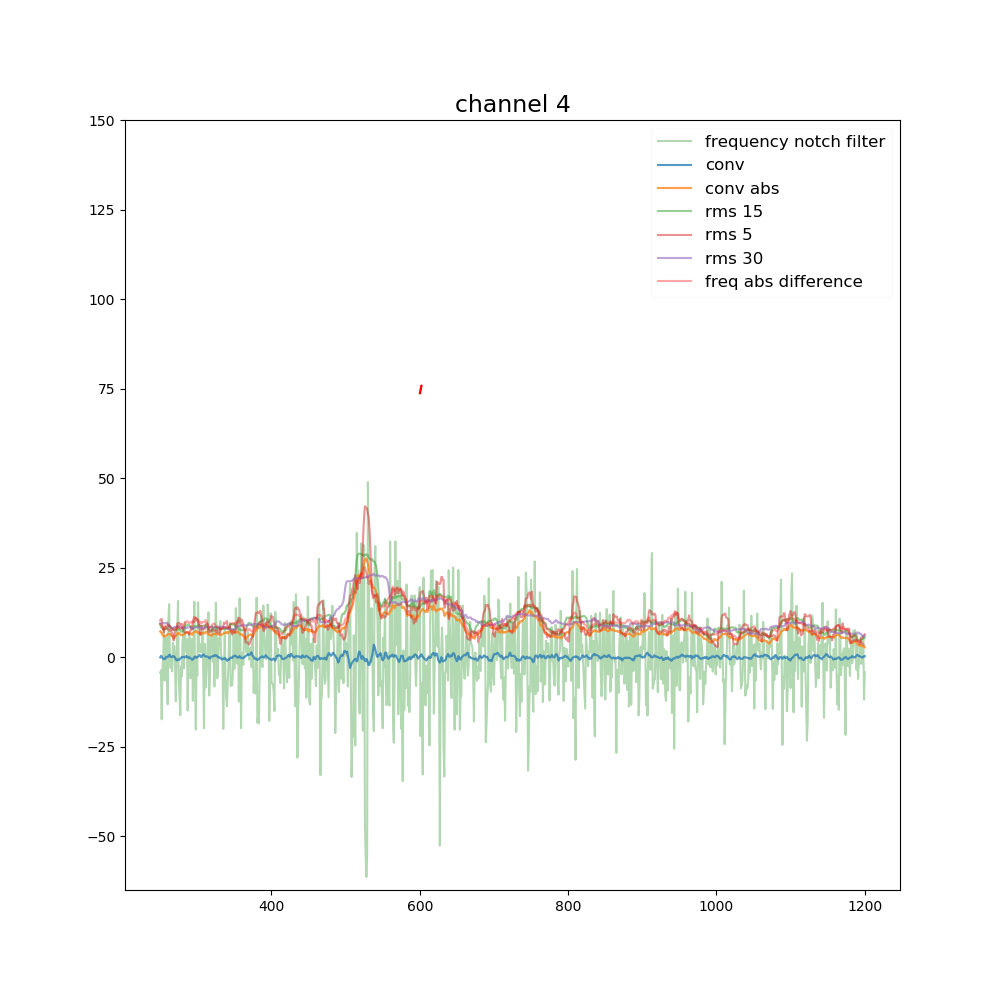 channel 4
150
125
100
75
50
25
0
−25
−50
frequency notch filter
conv
conv abs
rms 15
rms 5
rms 30
freq abs difference
400 600 800 1000 1200